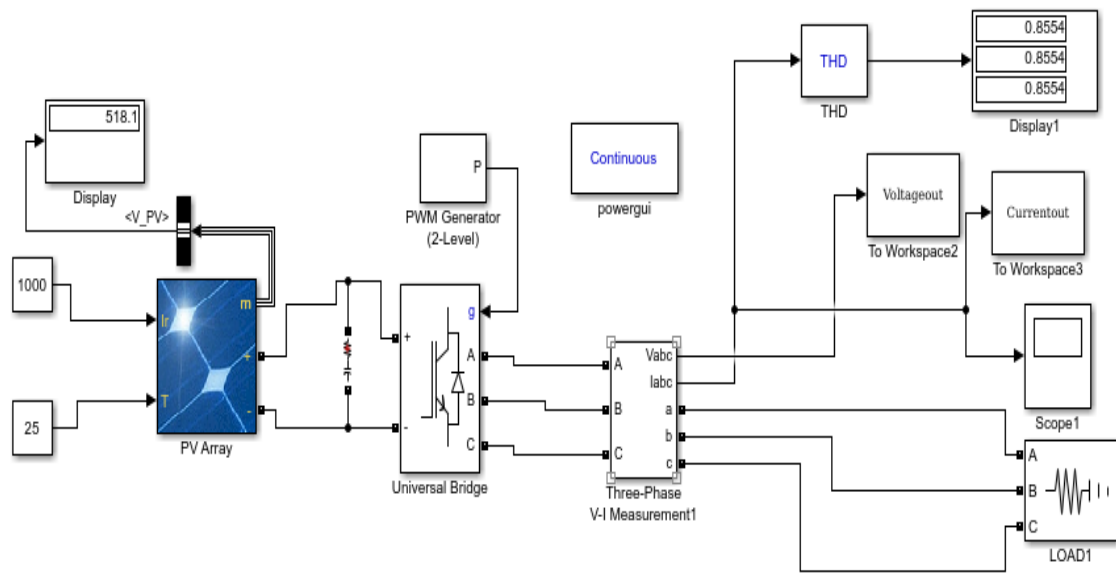 0.8554
0.8554
0.8554
THD
THD
Display1
518.1
Display
P
PWM Generator
(2-Level)
Continuous
powergui
Voltageout
To Workspace2
Currentout
To Workspace3
<V_PV>
1000
25
Ir
T
m
+
-
PV Array
g
+
-
A
B
C
Universal Bridge
A
B
C
Vabc
Iabc
a
b
c
Three-Phase
V-I Measurement1
Scope1
A
B
C
LOAD1